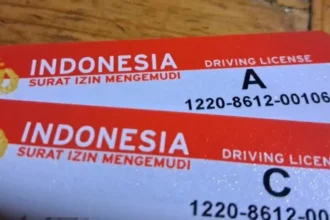 INDONESIA DRIVING LICENSE
SURAT IZIN MENGEMUDI A
1220-8612-00106
INDONESIA
SURAT IZIN MENGEMUDI DRIVING LICEN
C
1220-8612-000